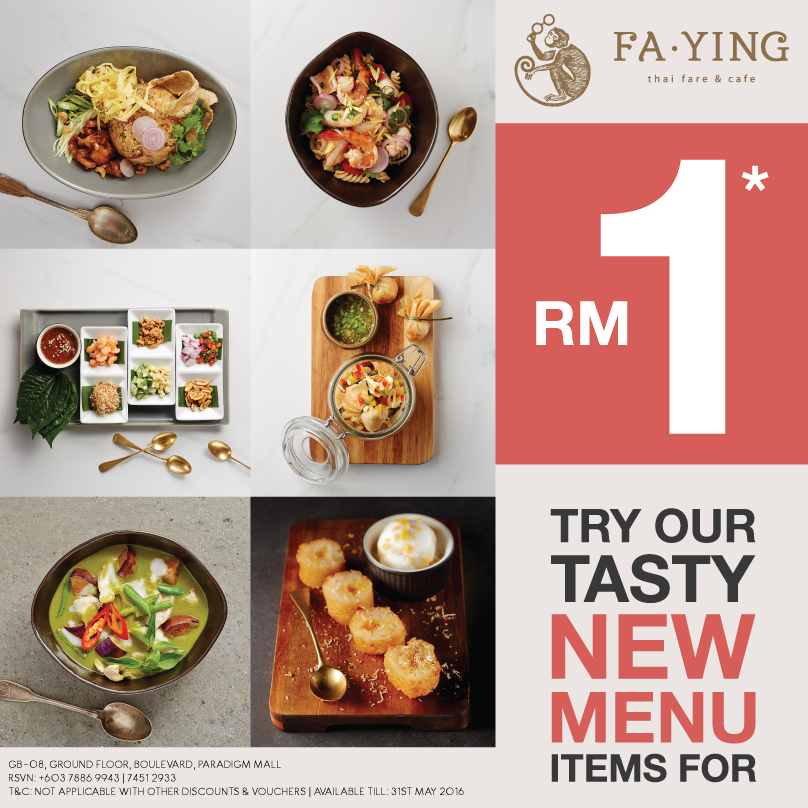 FA·YING
thai fare & cafe
RM 1*
TRY OUR
TASTY
NEW
MENU
ITEMS FOR
GB-08, GROUND FLOOR, BOULEVARD, PARADIGM MALL
RSVN: +603 7886 9943 | 7451 2933
T&C: NOT APPLICABLE WITH OTHER DISCOUNTS & VOUCHERS | AVAILABLE TILL: 31ST MAY 2016